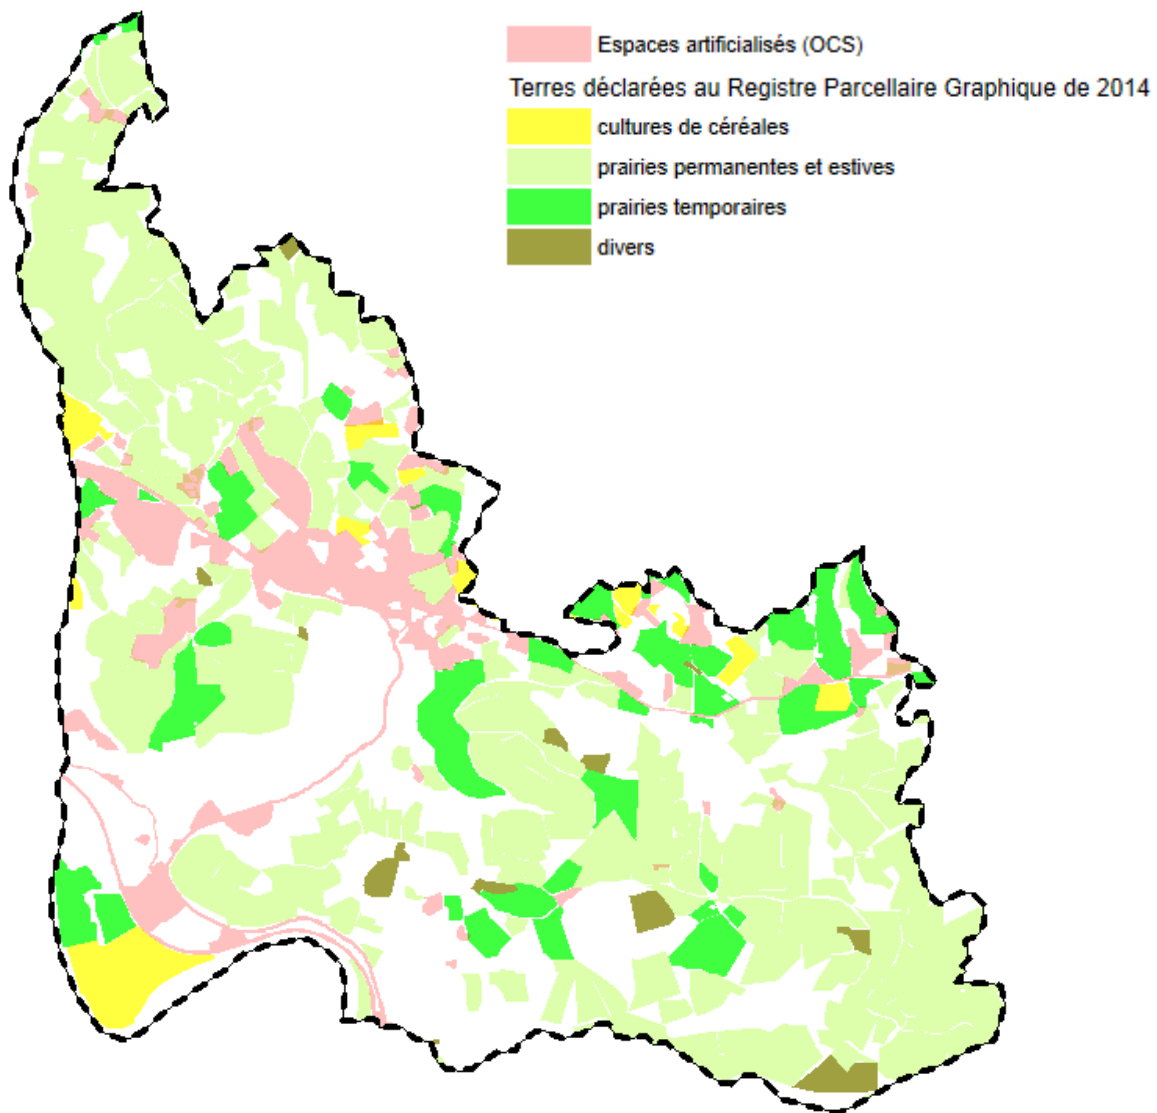 Espaces artificialisés (OCS)
Terres déclarées au Registre Parcellaire Graphique de 2014
cultures de céréales
prairies permanentes et estives
prairies temporaires
divers